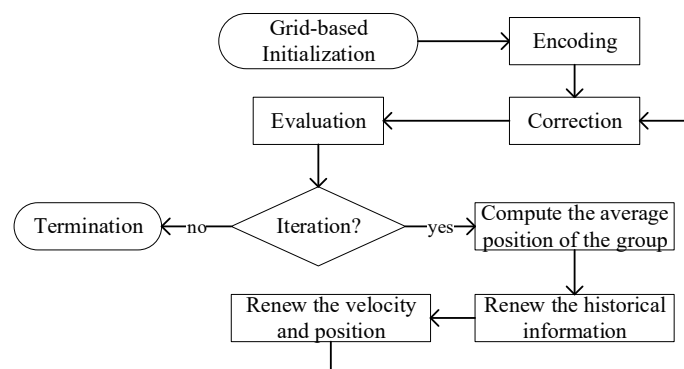 Grid-based
Initialization
Encoding
Evaluation
Correction
Termination
no
Iteration?
yes
Compute the average
position of the group
Renew the velocity
and position
Renew the historical
information